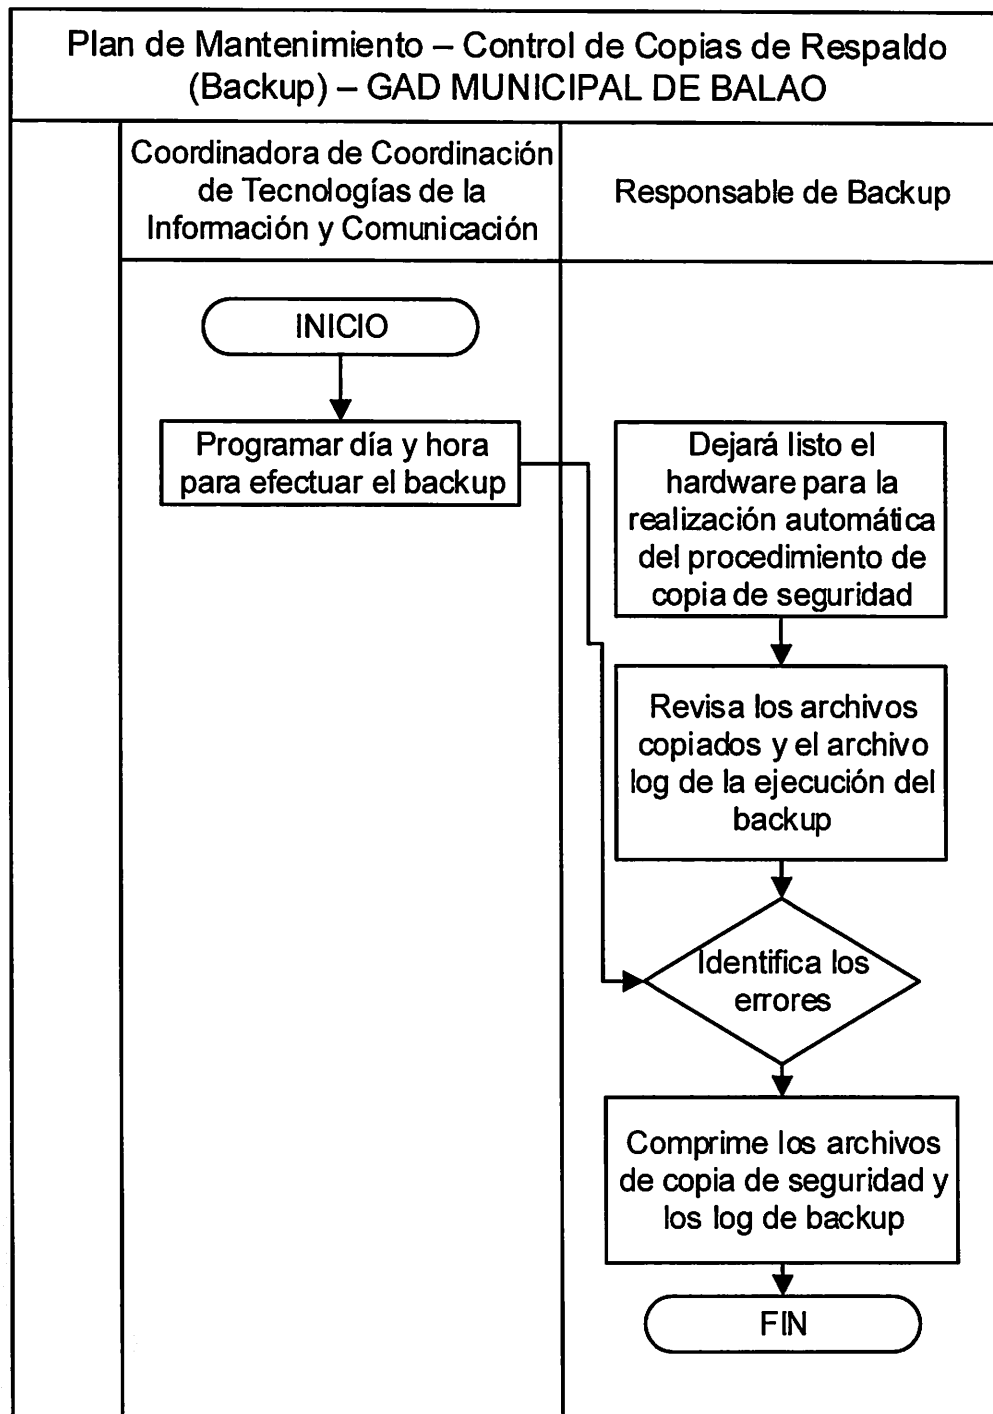 Plan de Mantenimiento – Control de Copias de Respaldo
(Backup) – GAD MUNICIPAL DE BALAO
Coordinadora de Coordinación
de Tecnologías de la
Información y Comunicación
Responsable de Backup
INICIO
Programar día y hora
para efectuar el backup
Dejará listo el
hardware para la
realización automática
del procedimiento de
copia de seguridad
Revisa los archivos
copiados y el archivo
log de la ejecución del
backup
Identifica los
errores
Comprime los archivos
de copia de seguridad y
los log de backup
FIN